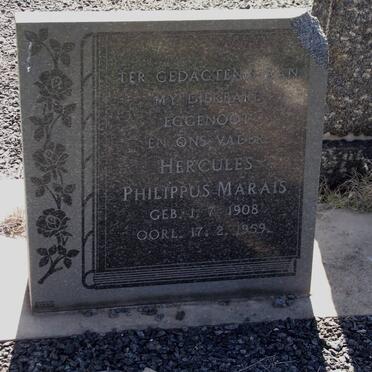 TER GEDAGTENIS AAN
MY LIEFSTE
EGGENOOT
EN ONS VADER
HERCULES
PHILIPPUS MARAIS
GEB. 1. 7. 1908
OORL. 17. 2. 1959.